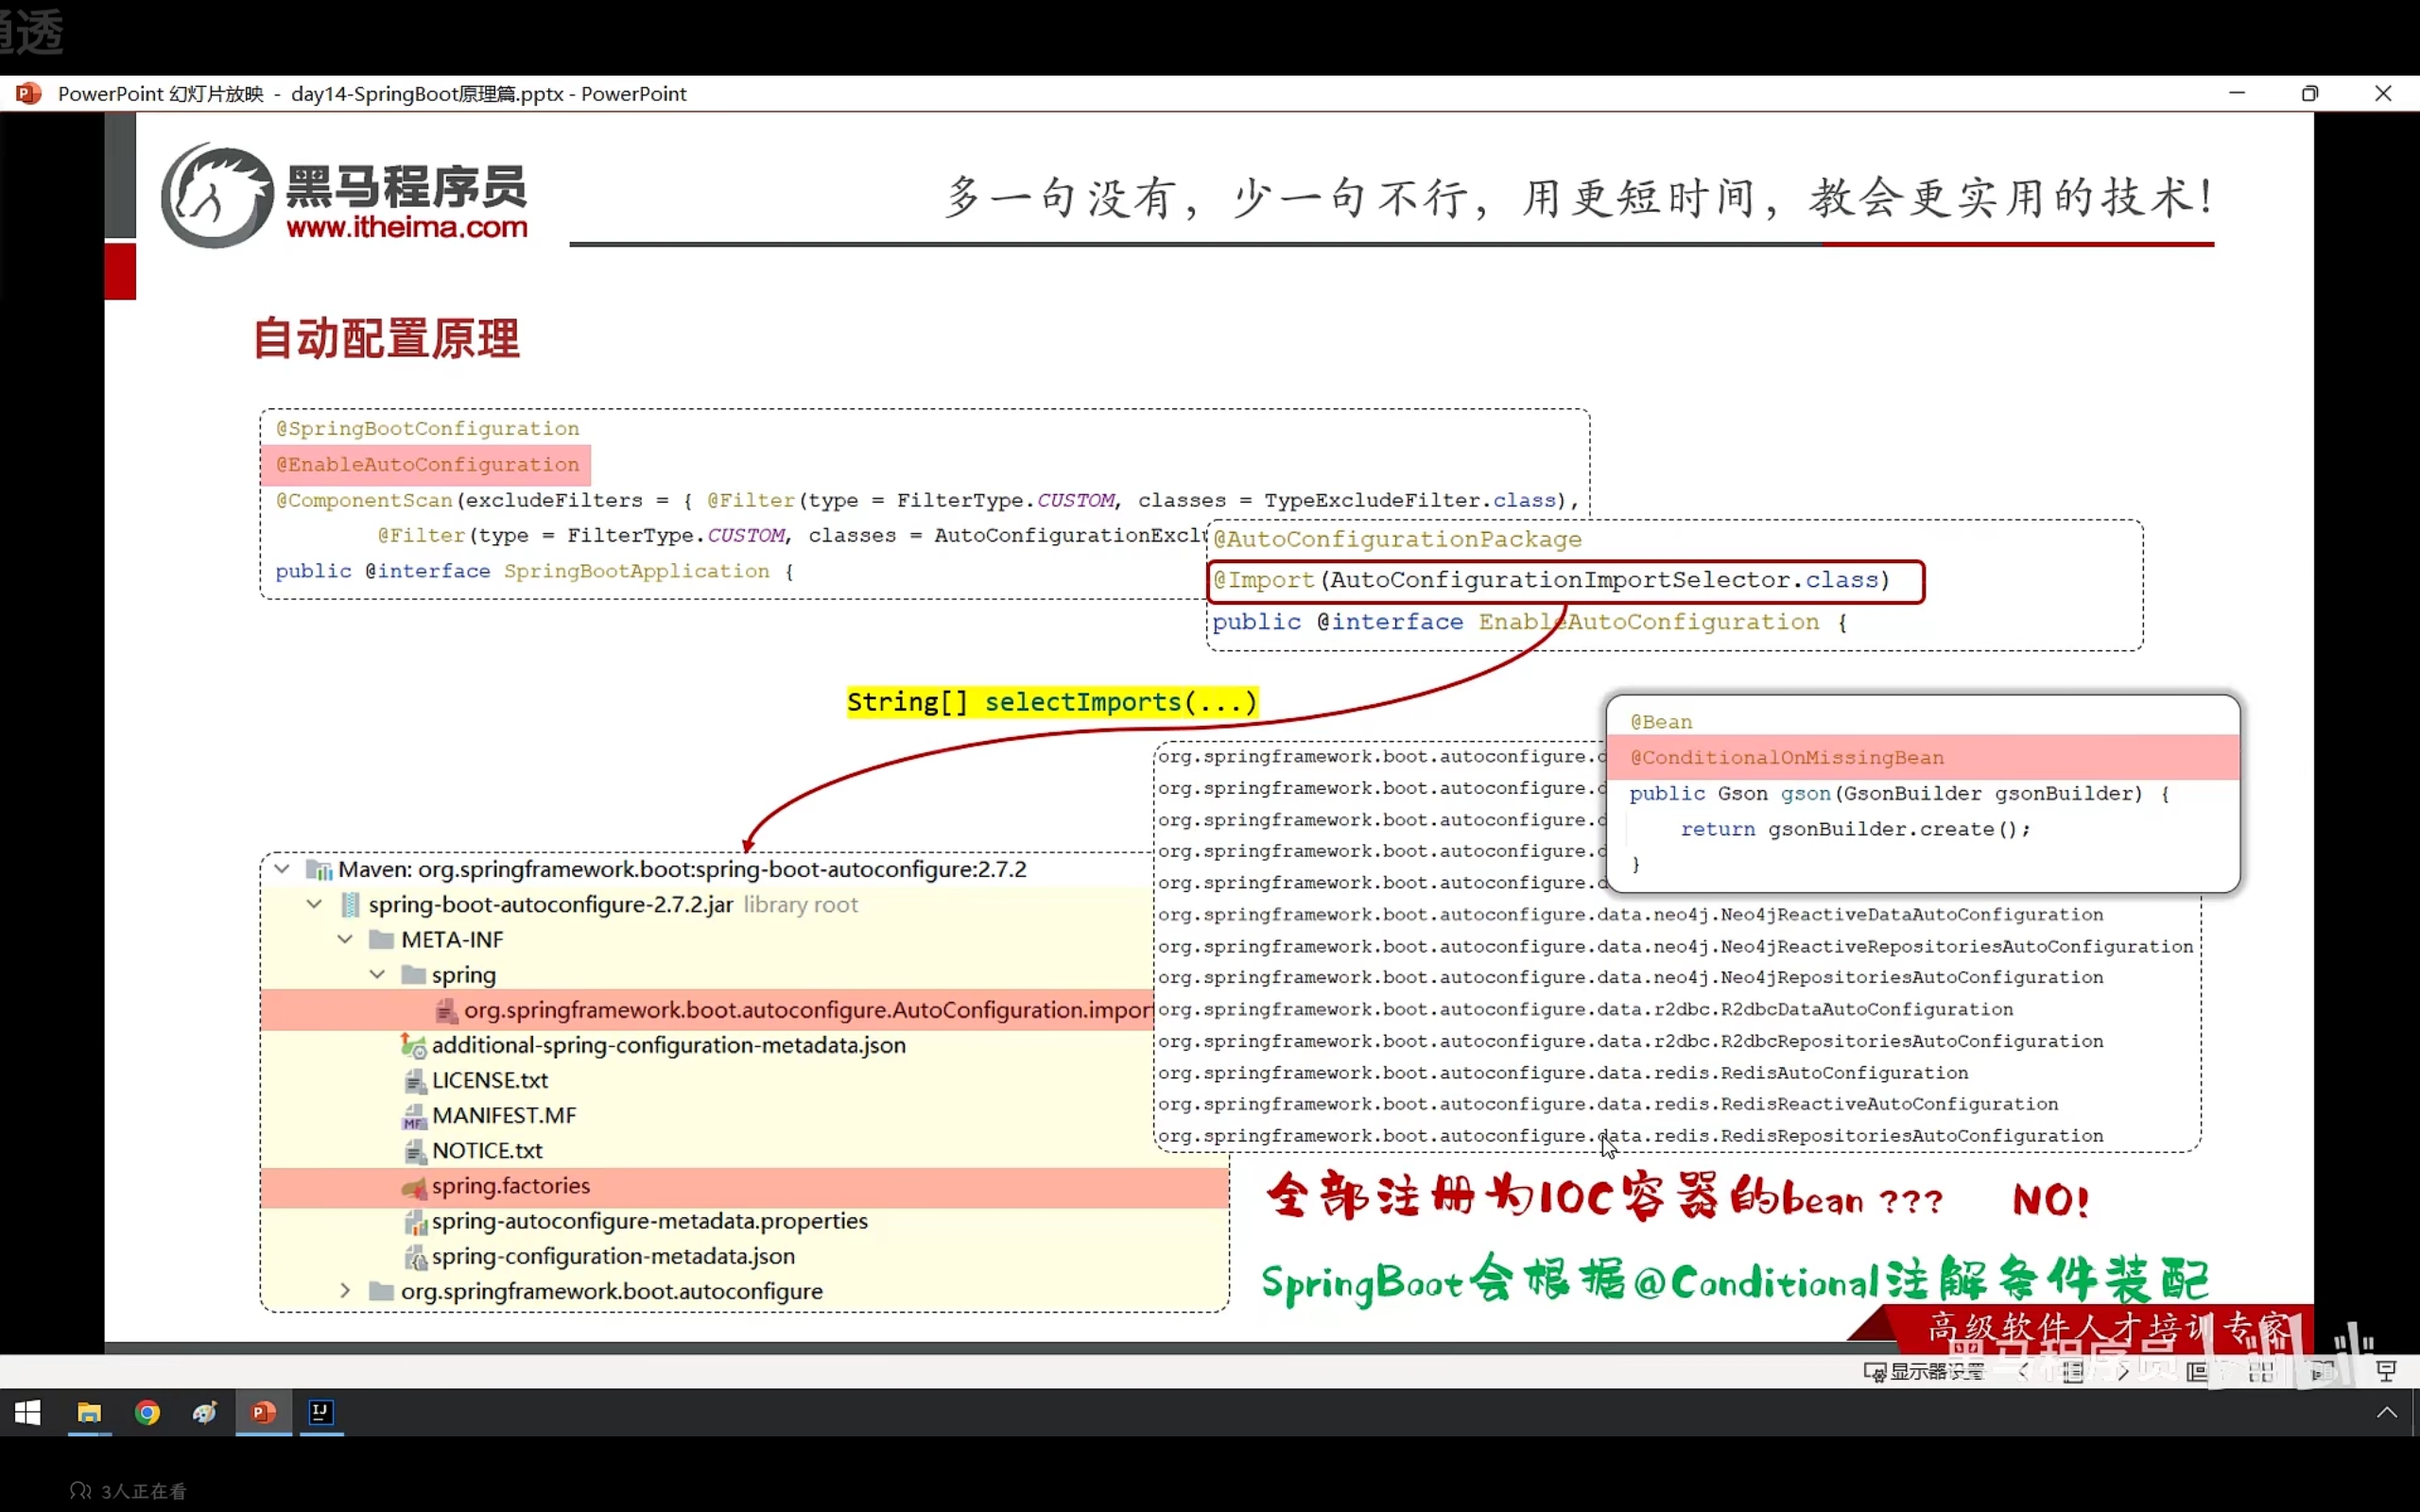 通透
PowerPoint 幻灯片放映 - day14-SpringBoot原理篇.pptx - PowerPoint
黑马程序员
www.itheima.com
多一句没有，少一句不行，用更短时间，教会更实用的技术！
自动配置原理
@SpringBootConfiguration
@EnableAutoConfiguration
@ComponentScan(excludeFilters = { @Filter(type = FilterType.CUSTOM, classes = TypeExcludeFilter.class),
@Filter(type = FilterType.CUSTOM, classes = AutoConfigurationExclu
public @interface SpringBootApplication {
@AutoConfigurationPackage
@Import(AutoConfigurationImportSelector.class)
public @interface EnableAutoConfiguration {
String[] selectImports(...)
@Bean
@ConditionalOnMissingBean
public Gson gson(GsonBuilder gsonBuilder) {
return gsonBuilder.create();
}
Maven: org.springframework.boot:spring-boot-autoconfigure:2.7.2
spring-boot-autoconfigure-2.7.2.jar library root
META-INF
spring
org.springframework.boot.autoconfigure.AutoConfiguration.import
additional-spring-configuration-metadata.json
LICENSE.txt
MANIFEST.MF
NOTICE.txt
spring.factories
spring-autoconfigure-metadata.properties
spring-configuration-metadata.json
org.springframework.boot.autoconfigure
org.springframework.boot.autoconfigure.d
org.springframework.boot.autoconfigure.d
org.springframework.boot.autoconfigure.d
org.springframework.boot.autoconfigure.d
org.springframework.boot.autoconfigure.d
org.springframework.boot.autoconfigure.data.neo4j.Neo4jReactiveDataAutoConfiguration
org.springframework.boot.autoconfigure.data.neo4j.Neo4jReactiveRepositoriesAutoConfiguration
org.springframework.boot.autoconfigure.data.neo4j.Neo4jRepositoriesAutoConfiguration
org.springframework.boot.autoconfigure.data.r2dbc.R2dbcDataAutoConfiguration
org.springframework.boot.autoconfigure.data.r2dbc.R2dbcRepositoriesAutoConfiguration
org.springframework.boot.autoconfigure.data.redis.RedisAutoConfiguration
org.springframework.boot.autoconfigure.data.redis.RedisReactiveAutoConfiguration
org.springframework.boot.autoconfigure.data.redis.RedisRepositoriesAutoConfiguration
全部注册为IOC容器的bean ??? NO!
SpringBoot会根据@Conditional注解条件装配
高级软件人才培训专家
黑马程序员
显示器设置
3人正在看